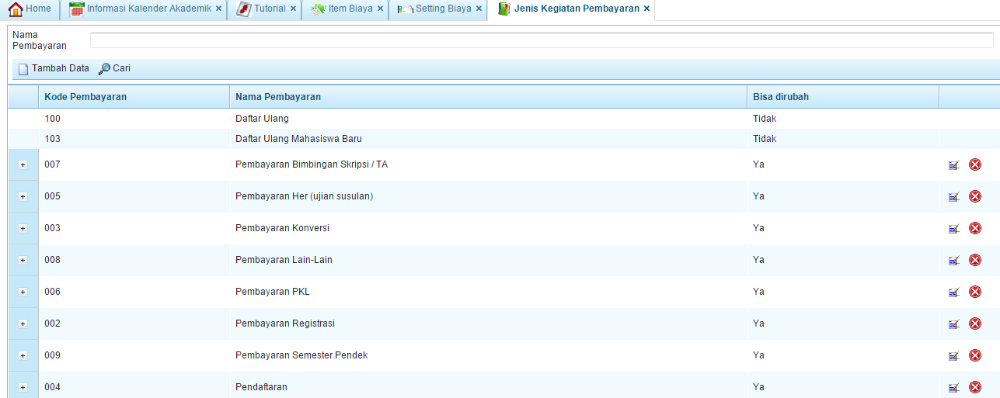 Home Informasi Kalender Akademik × Tutorial × Item Biaya × Setting Biaya × Jenis Kegiatan Pembayaran ×
Nama
Pembayaran
Tambah Data Cari
Kode Pembayaran Nama Pembayaran Bisa dirubah
100 Daftar Ulang Tidak
103 Daftar Ulang Mahasiswa Baru Tidak
007 Pembayaran Bimbingan Skripsi / TA Ya
005 Pembayaran Her (ujian susulan) Ya
003 Pembayaran Konversi Ya
008 Pembayaran Lain-Lain Ya
006 Pembayaran PKL Ya
002 Pembayaran Registrasi Ya
009 Pembayaran Semester Pendek Ya
004 Pendaftaran Ya